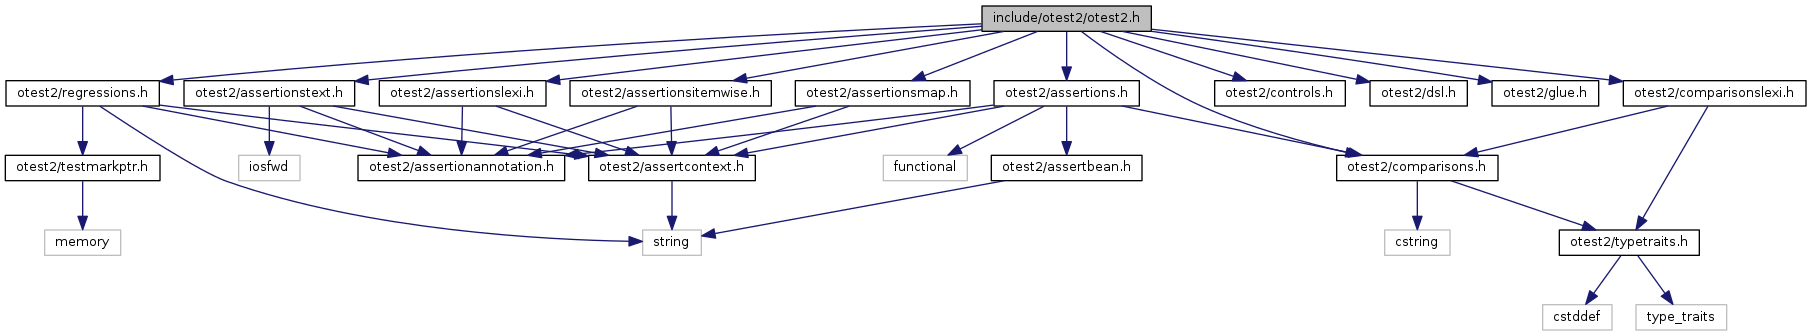 include/otest2/otest2.h
otest2/regressions.h
otest2/assertionstext.h
otest2/assertionslexi.h
otest2/assertionsitemwise.h
otest2/assertionsmap.h
otest2/assertions.h
otest2/controls.h
otest2/dsl.h
otest2/glue.h
otest2/comparisonslexi.h
otest2/testmarkptr.h
iosfwd
otest2/assertionannotation.h
otest2/assertcontext.h
functional
otest2/assertbean.h
otest2/comparisons.h
memory
string
cstring
otest2/typetraits.h
cstddef
type_traits